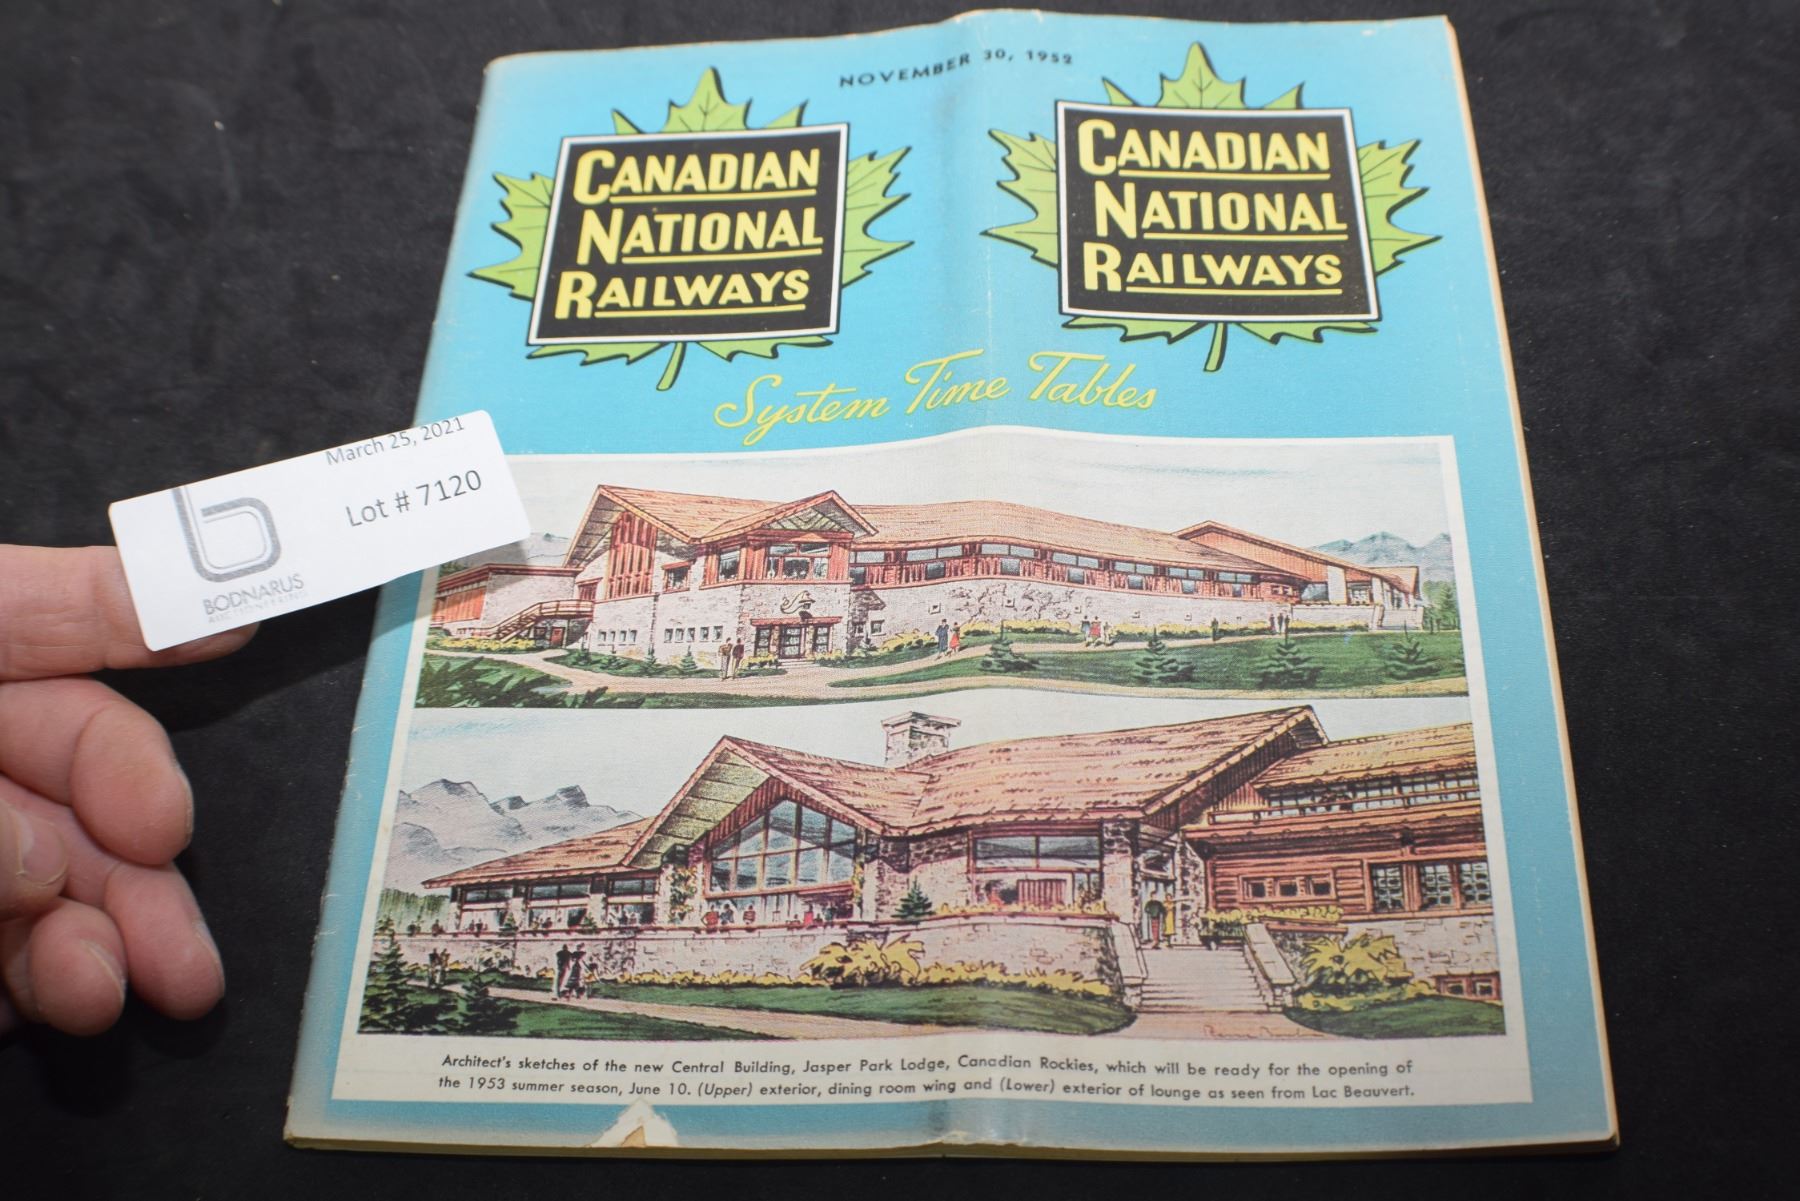 NOVEMBER 30, 1952
CANADIAN
NATIONAL
RAILWAYS
CANADIAN
NATIONAL
RAILWAYS
System Time Tables
March 25, 2021
Lot # 7120
BODNARUS
AUCTIONEERING
Architect's sketches of the new Central Building, Jasper Park Lodge, Canadian Rockies, which will be ready for the opening of
the 1953 summer season, June 10. (Upper) exterior, dining room wing and (Lower) exterior of lounge as seen from Lac Beauvert.